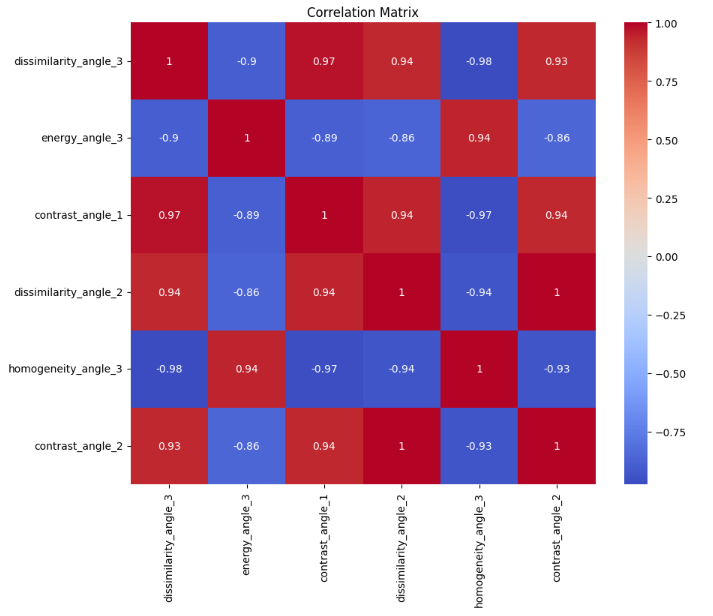 Correlation Matrix
dissimilarity_angle_3 1 -0.9 0.97 0.94 -0.98 0.93
energy_angle_3 -0.9 1 -0.89 -0.86 0.94 -0.86
contrast_angle_1 0.97 -0.89 1 0.94 -0.97 0.94
dissimilarity_angle_2 0.94 -0.86 0.94 1 -0.94 1
homogeneity_angle_3 -0.98 0.94 -0.97 -0.94 1 -0.93
contrast_angle_2 0.93 -0.86 0.94 1 -0.93 1
dissimilarity_angle_3
energy_angle_3
contrast_angle_1
dissimilarity_angle_2
homogeneity_angle_3
contrast_angle_2
1.00
0.75
0.50
0.25
0.00
−0.25
−0.50
−0.75